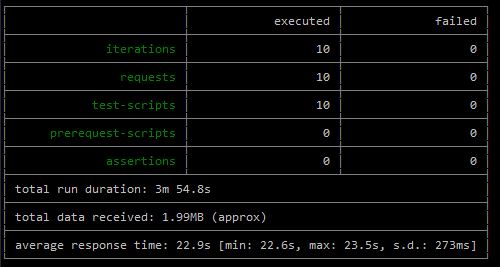 executed failed
iterations 10 0
requests 10 0
test-scripts 10 0
prerequest-scripts 0 0
assertions 0 0
total run duration: 3m 54.8s
total data received: 1.99MB (approx)
average response time: 22.9s [min: 22.6s, max: 23.5s, s.d.: 273ms]